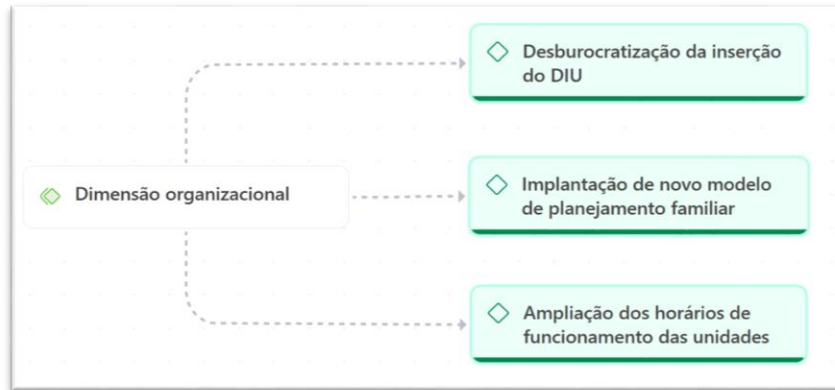 Desburocratização da inserção
do DIU
Dimensão organizacional
Implantação de novo modelo
de planejamento familiar
Ampliação dos horários de
funcionamento das unidades